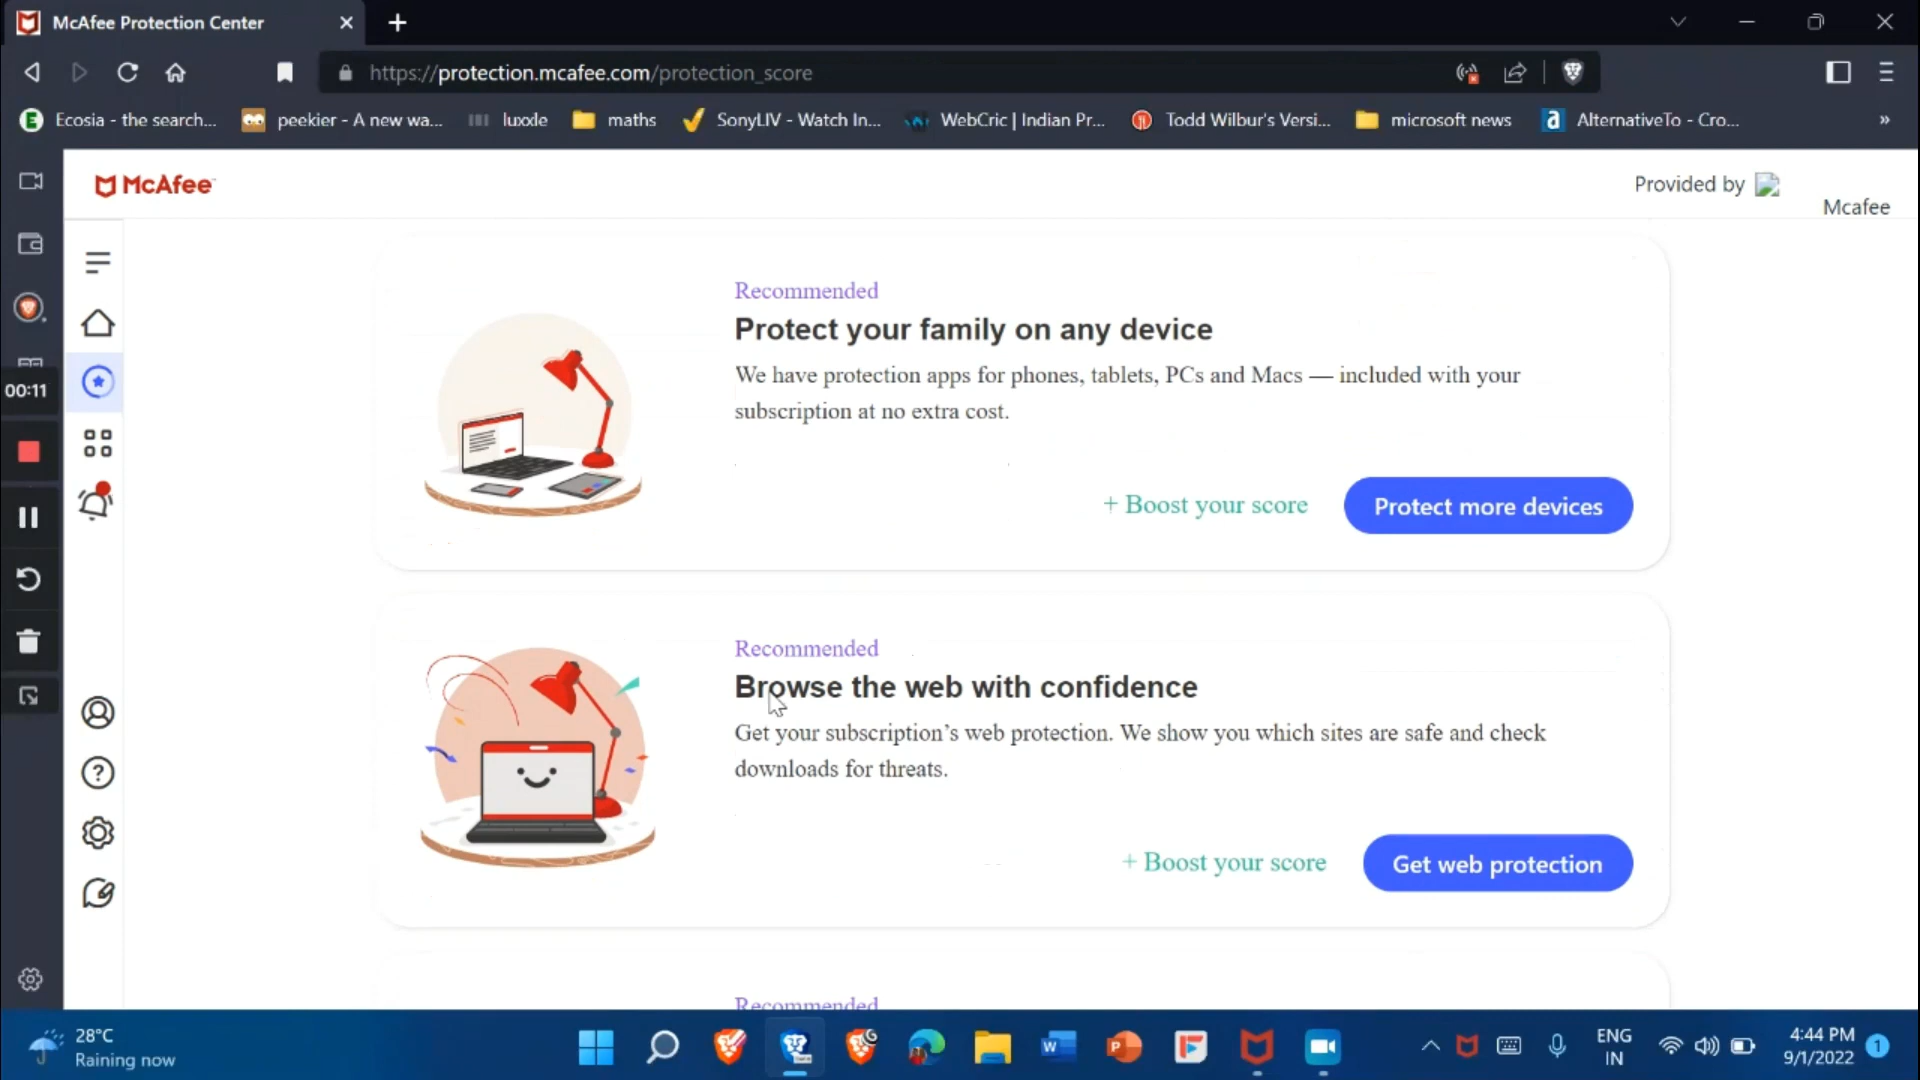 McAfee Protection Center
https://protection.mcafee.com/protection_score
Ecosia - the search...
peekier - A new wa...
luxxle
maths
SonyLIV - Watch In...
WebCric | Indian Pr...
Todd Wilbur's Versi...
microsoft news
AlternativeTo - Cro...
»
McAfee™
Provided by
Mcafee
Recommended
Protect your family on any device
We have protection apps for phones, tablets, PCs and Macs — included with your
subscription at no extra cost.
+ Boost your score
Protect more devices
00:11
Recommended
Browse the web with confidence
Get your subscription’s web protection. We show you which sites are safe and check
downloads for threats.
+ Boost your score
Get web protection
Recommended
28°C
Raining now
ENG
IN
4:44 PM
9/1/2022
1